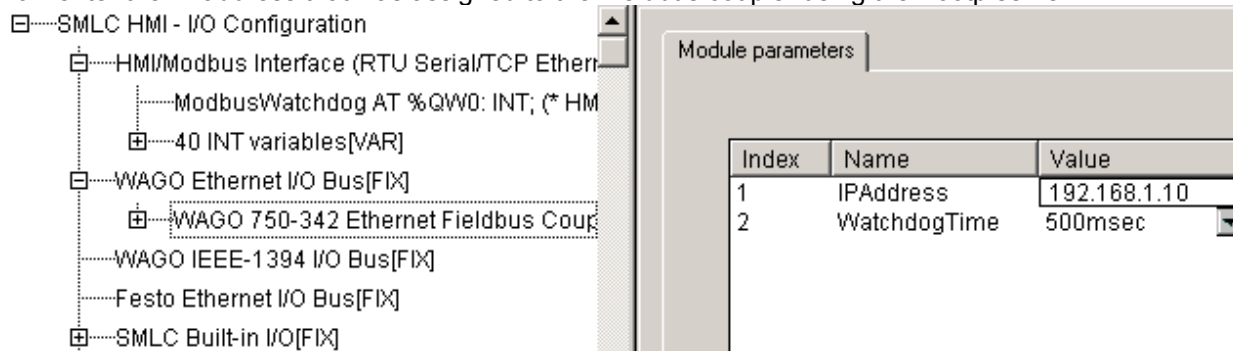 SMLC HMI - I/O Configuration
HMI/Modbus Interface (RTU Serial/TCP Ethern
ModbusWatchdog AT %QW0: INT; (* HM
40 INT variables[VAR]
WAGO Ethernet I/O Bus[FIX]
WAGO 750-342 Ethernet Fieldbus Coup
WAGO IEEE-1394 I/O Bus[FIX]
Festo Ethernet I/O Bus[FIX]
SMLC Built-in I/O[FIX]
Module parameters
Index Name Value
1 IPAddress 192.168.1.10
2 WatchdogTime 500msec